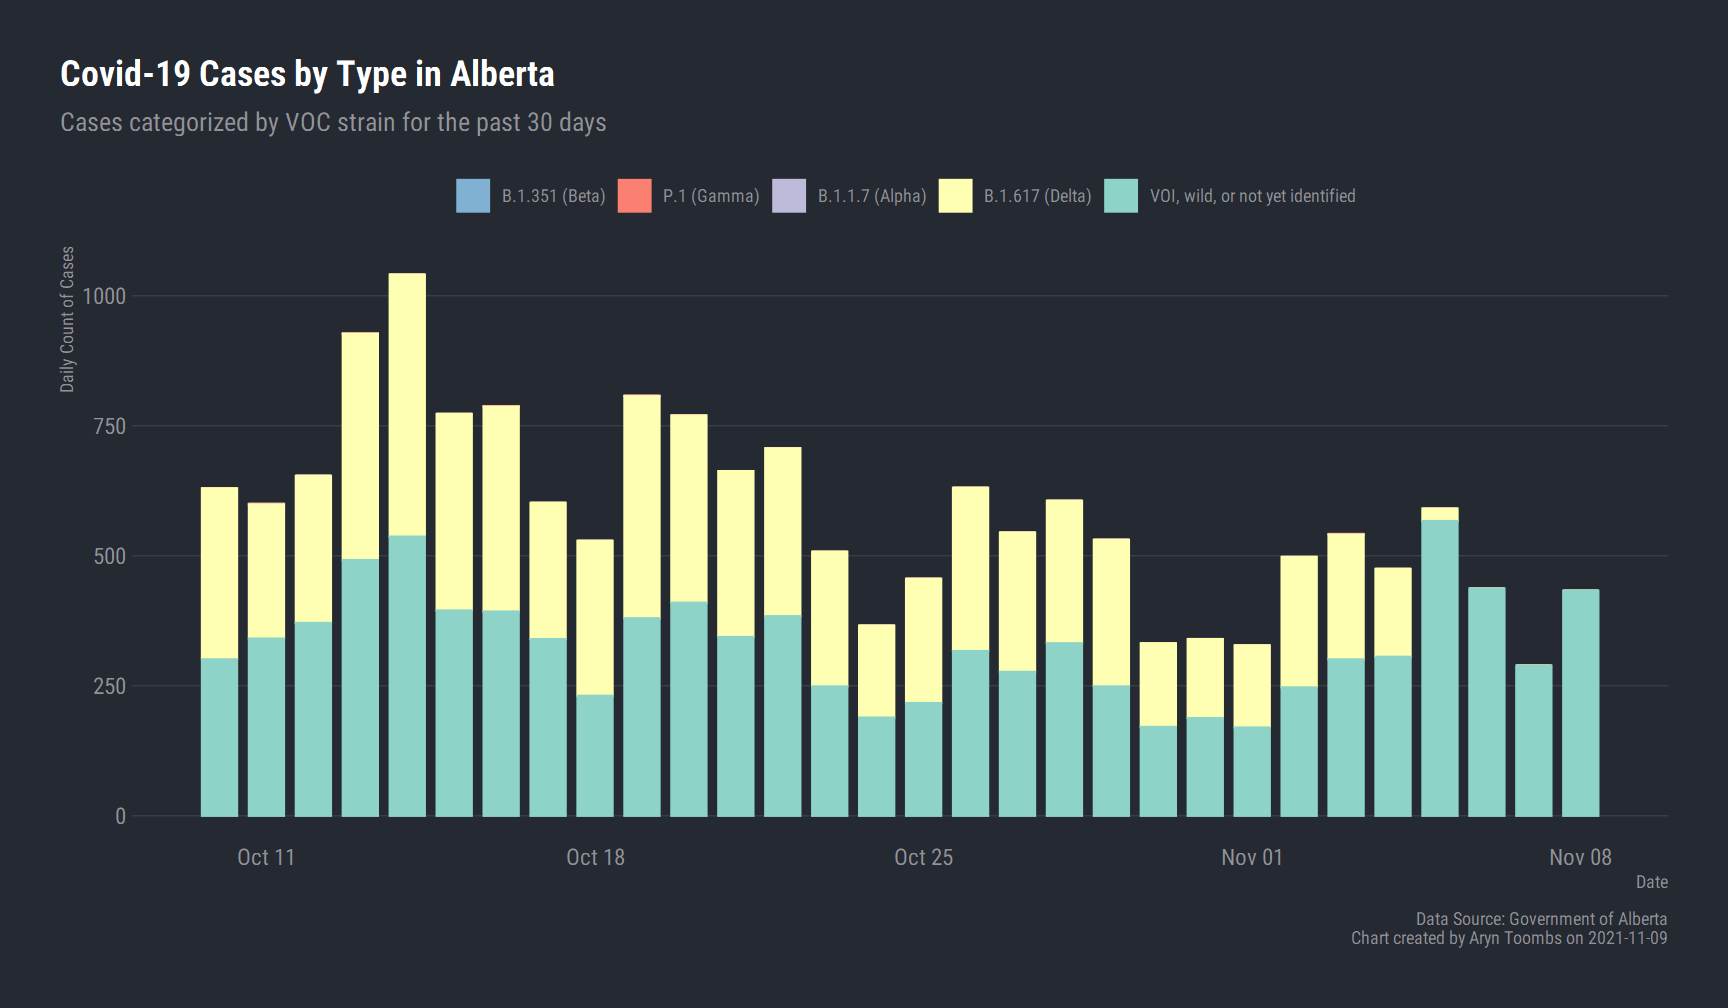 Covid-19 Cases by Type in Alberta
Cases categorized by VOC strain for the past 30 days
B.1.351 (Beta) P.1 (Gamma) B.1.1.7 (Alpha) B.1.617 (Delta) VOI, wild, or not yet identified
Daily Count of Cases
1000
750
500
250
0
Oct 11 Oct 18 Oct 25 Nov 01 Nov 08
Date
Data Source: Government of Alberta
Chart created by Aryn Toombs on 2021-11-09